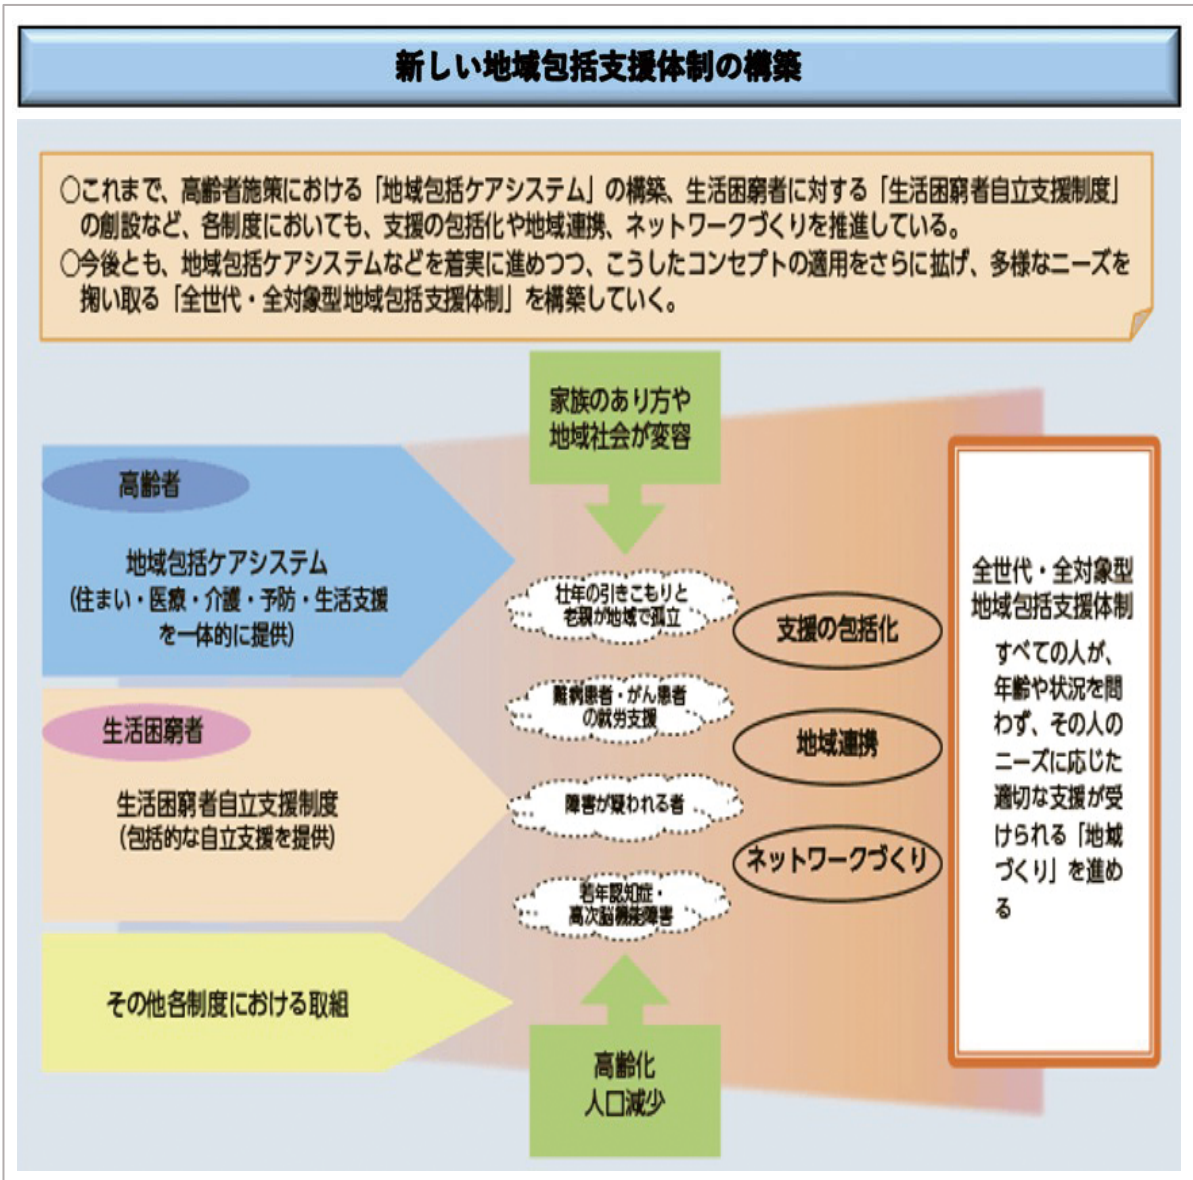 新しい地域包括支援体制の構築
○これまで、高齢者施策における「地域包括ケアシステム」の構築、生活困窮者に対する「生活困窮者自立支援制度」
の創設など、各制度においても、支援の包括化や地域連携、ネットワークづくりを推進している。
○今後とも、地域包括ケアシステムなどを着実に進めつつ、こうしたコンセプトの適用をさらに拡げ、多様なニーズを
掬い取る「全世代・全対象型地域包括支援体制」を構築していく。
家族のあり方や
地域社会が変容
高齢者
地域包括ケアシステム
(住まい・医療・介護・予防・生活支援
を一体的に提供)
生活困窮者
生活困窮者自立支援制度
(包括的な自立支援を提供)
その他各制度における取組
壮年の引きこもりと
老親が地域で孤立
難病患者・がん患者
の就労支援
障害が疑われる者
若年認知症・
高次脳機能障害
高齢化
人口減少
支援の包括化
地域連携
ネットワークづくり
全世代・全対象型
地域包括支援体制
すべての人が、
年齢や状況を問
わず、その人の
ニーズに応じた
適切な支援が受
けられる「地域
づくり」を進め
る